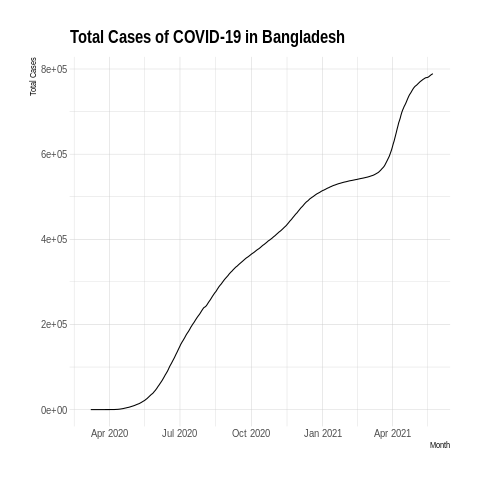 Total Cases of COVID-19 in Bangladesh
Total Cases
8e+05
6e+05
4e+05
2e+05
0e+00
Apr 2020 Jul 2020 Oct 2020 Jan 2021 Apr 2021
Month